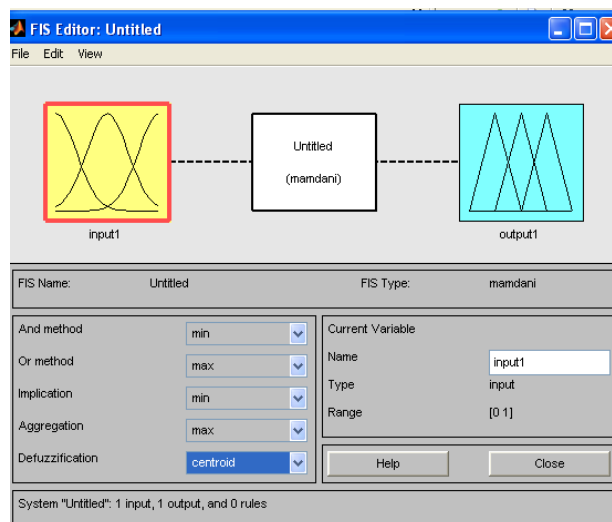 FIS Editor: Untitled
File Edit View
Untitled
(mamdani)
input1
output1
FIS Name: Untitled FIS Type: mamdani
And method min
Or method max
Implication min
Aggregation max
Defuzzification centroid
Current Variable
Name input1
Type input
Range [0 1]
Help Close
System "Untitled": 1 input, 1 output, and 0 rules